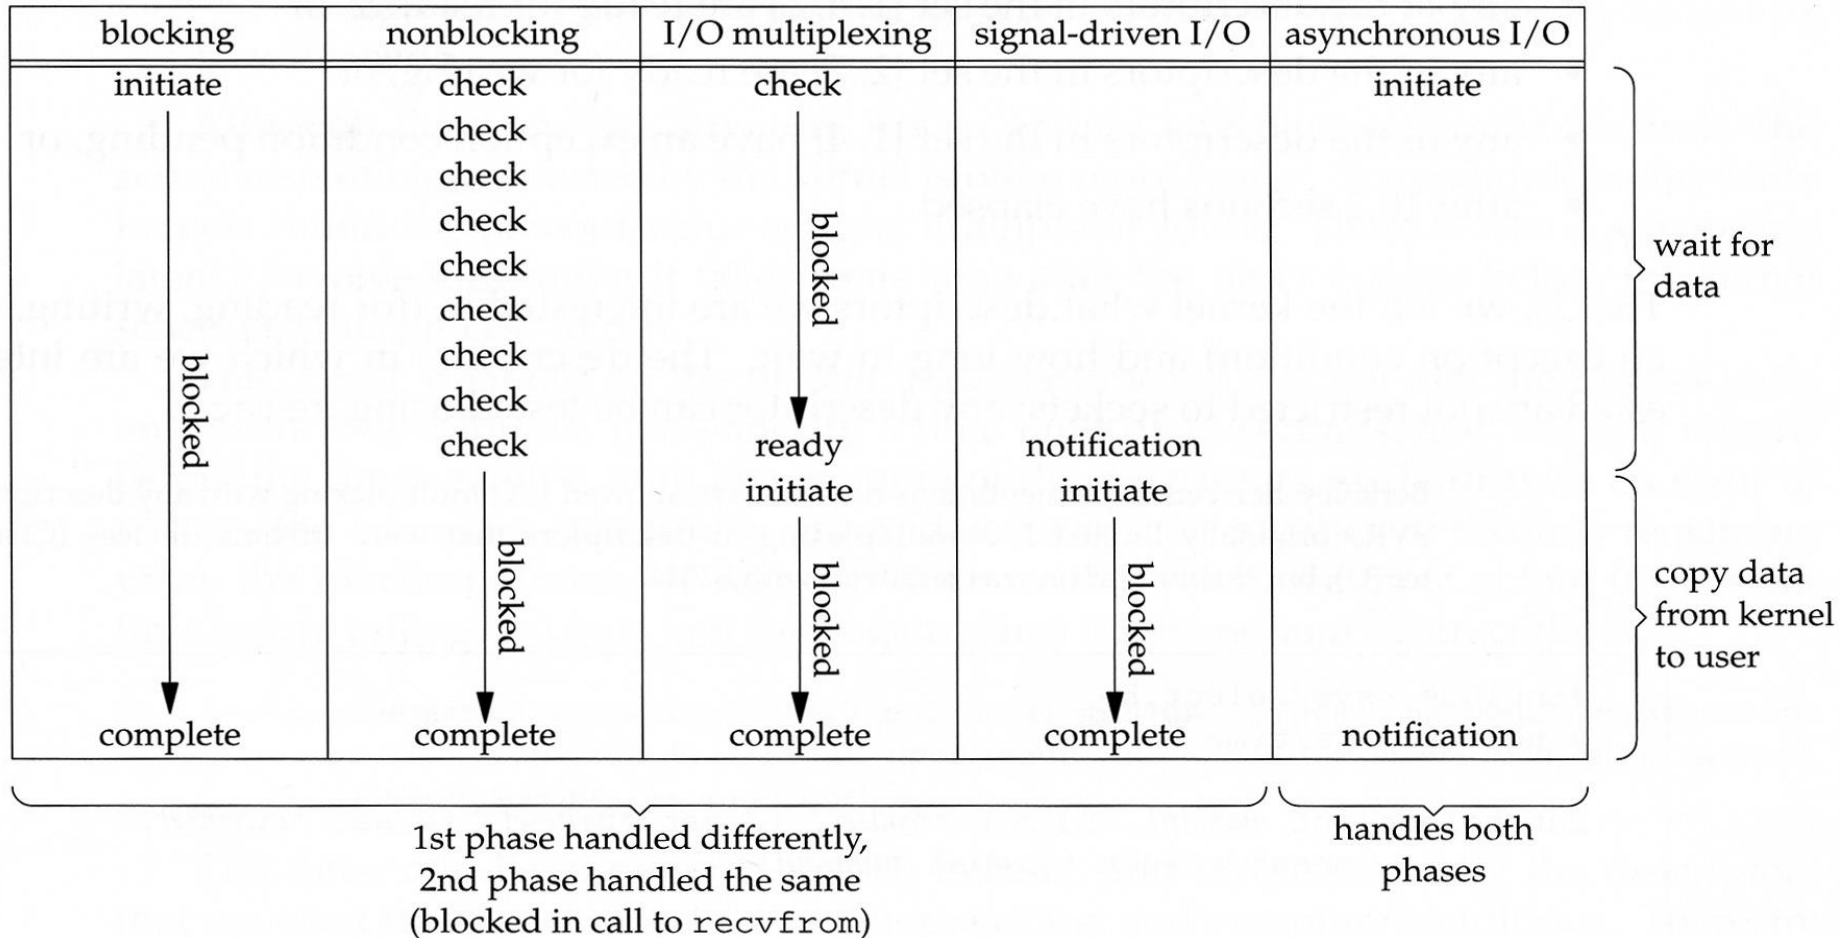 blocking nonblocking I/O multiplexing signal-driven I/O asynchronous I/O
initiate check check initiate
check
check
check
check
check
check
check
check ready notification
initiate initiate
blocked
blocked
blocked
blocked
blocked
complete complete complete complete notification
wait for
data
copy data
from kernel
to user
1st phase handled differently,
2nd phase handled the same
(blocked in call to recvfrom)
handles both
phases